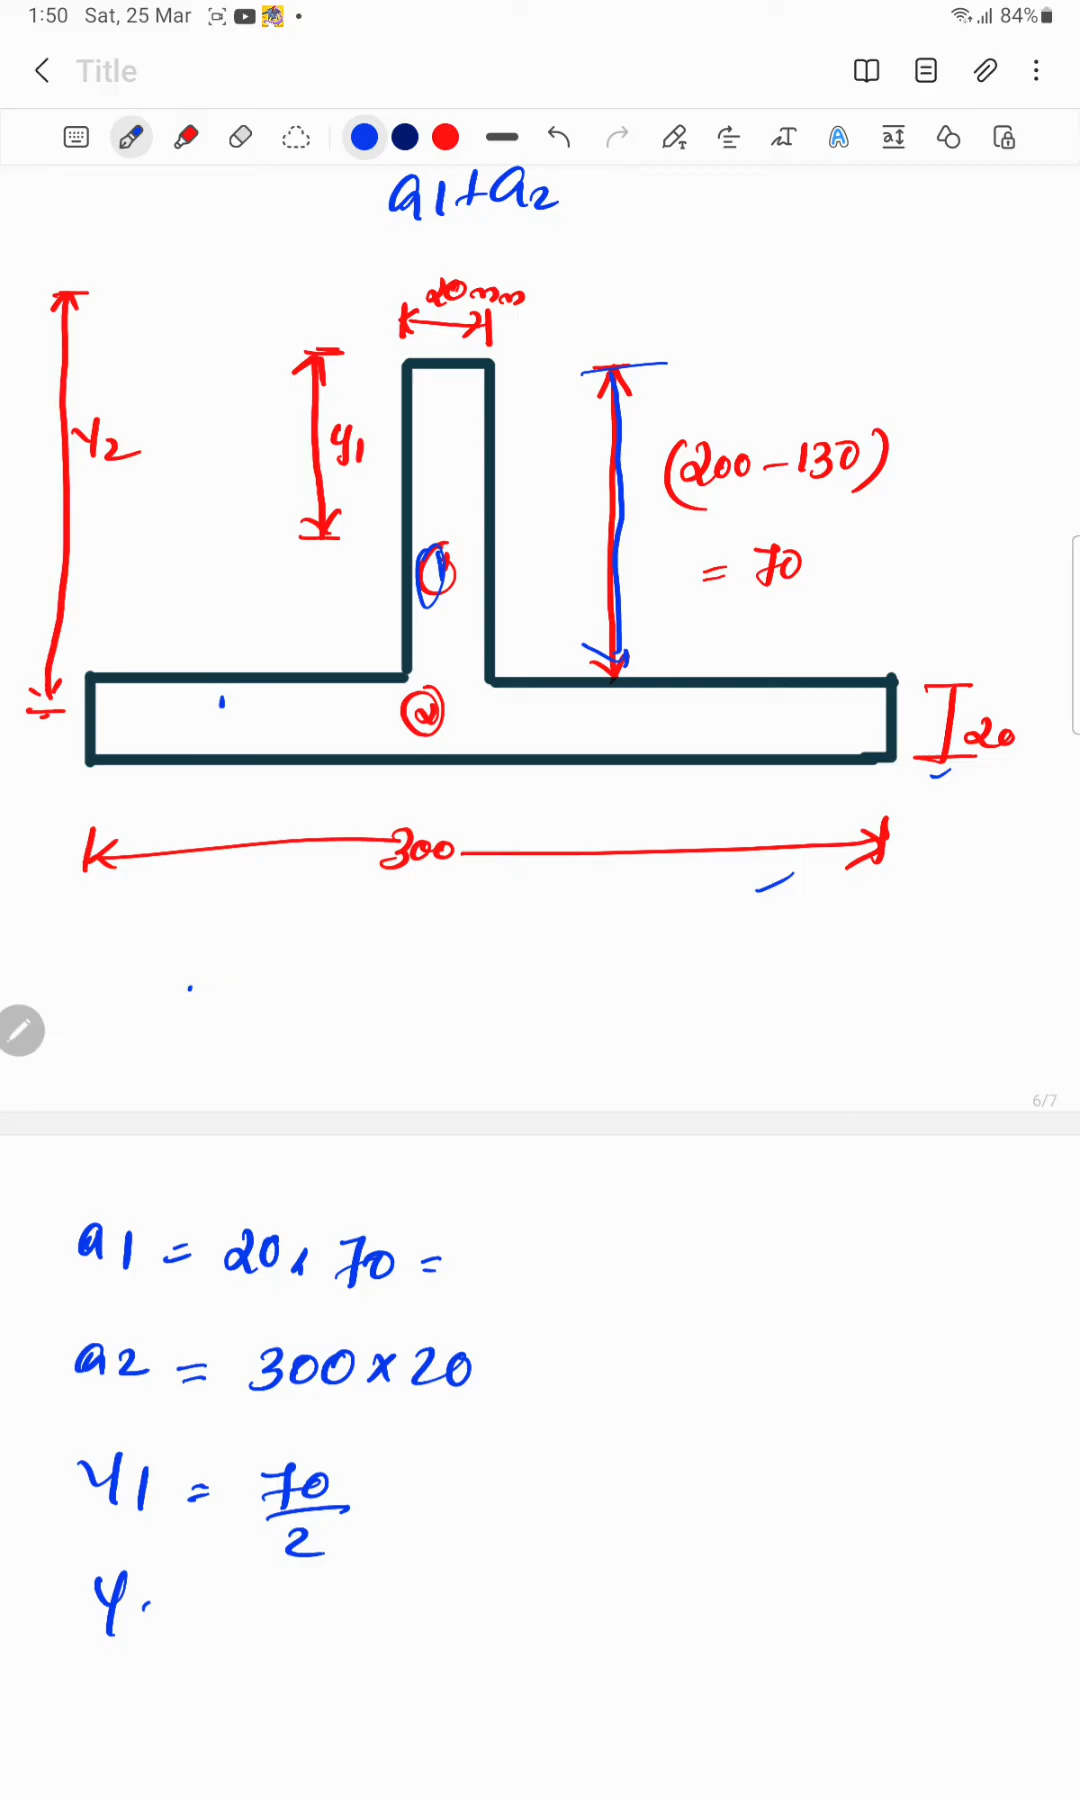 1:50 Sat, 25 Mar
84%
Title
a1+a2
20mm
y2
y1
(200-130)
= 70
1
2
20
300
6/7
a1 = 20 x 70 =
a2 = 300 x 20
y1 = 70
2
y